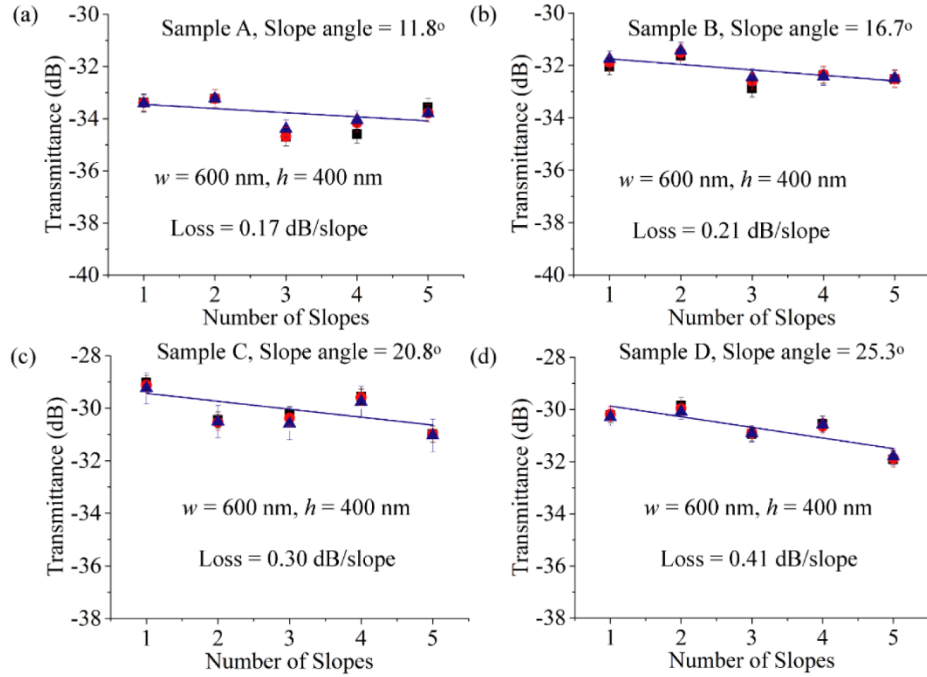 (a)
Sample A, Slope angle = 11.8º
Transmittance (dB)
-30
-32
-34
-36
-38
-40
w = 600 nm, h = 400 nm
Loss = 0.17 dB/slope
1 2 3 4 5
Number of Slopes
(b)
Sample B, Slope angle = 16.7º
Transmittance (dB)
-30
-32
-34
-36
-38
-40
w = 600 nm, h = 400 nm
Loss = 0.21 dB/slope
1 2 3 4 5
Number of Slopes
(c)
Sample C, Slope angle = 20.8º
Transmittance (dB)
-28
-30
-32
-34
-36
-38
w = 600 nm, h = 400 nm
Loss = 0.30 dB/slope
1 2 3 4 5
Number of Slopes
(d)
Sample D, Slope angle = 25.3º
Transmittance (dB)
-28
-30
-32
-34
-36
-38
w = 600 nm, h = 400 nm
Loss = 0.41 dB/slope
1 2 3 4 5
Number of Slopes